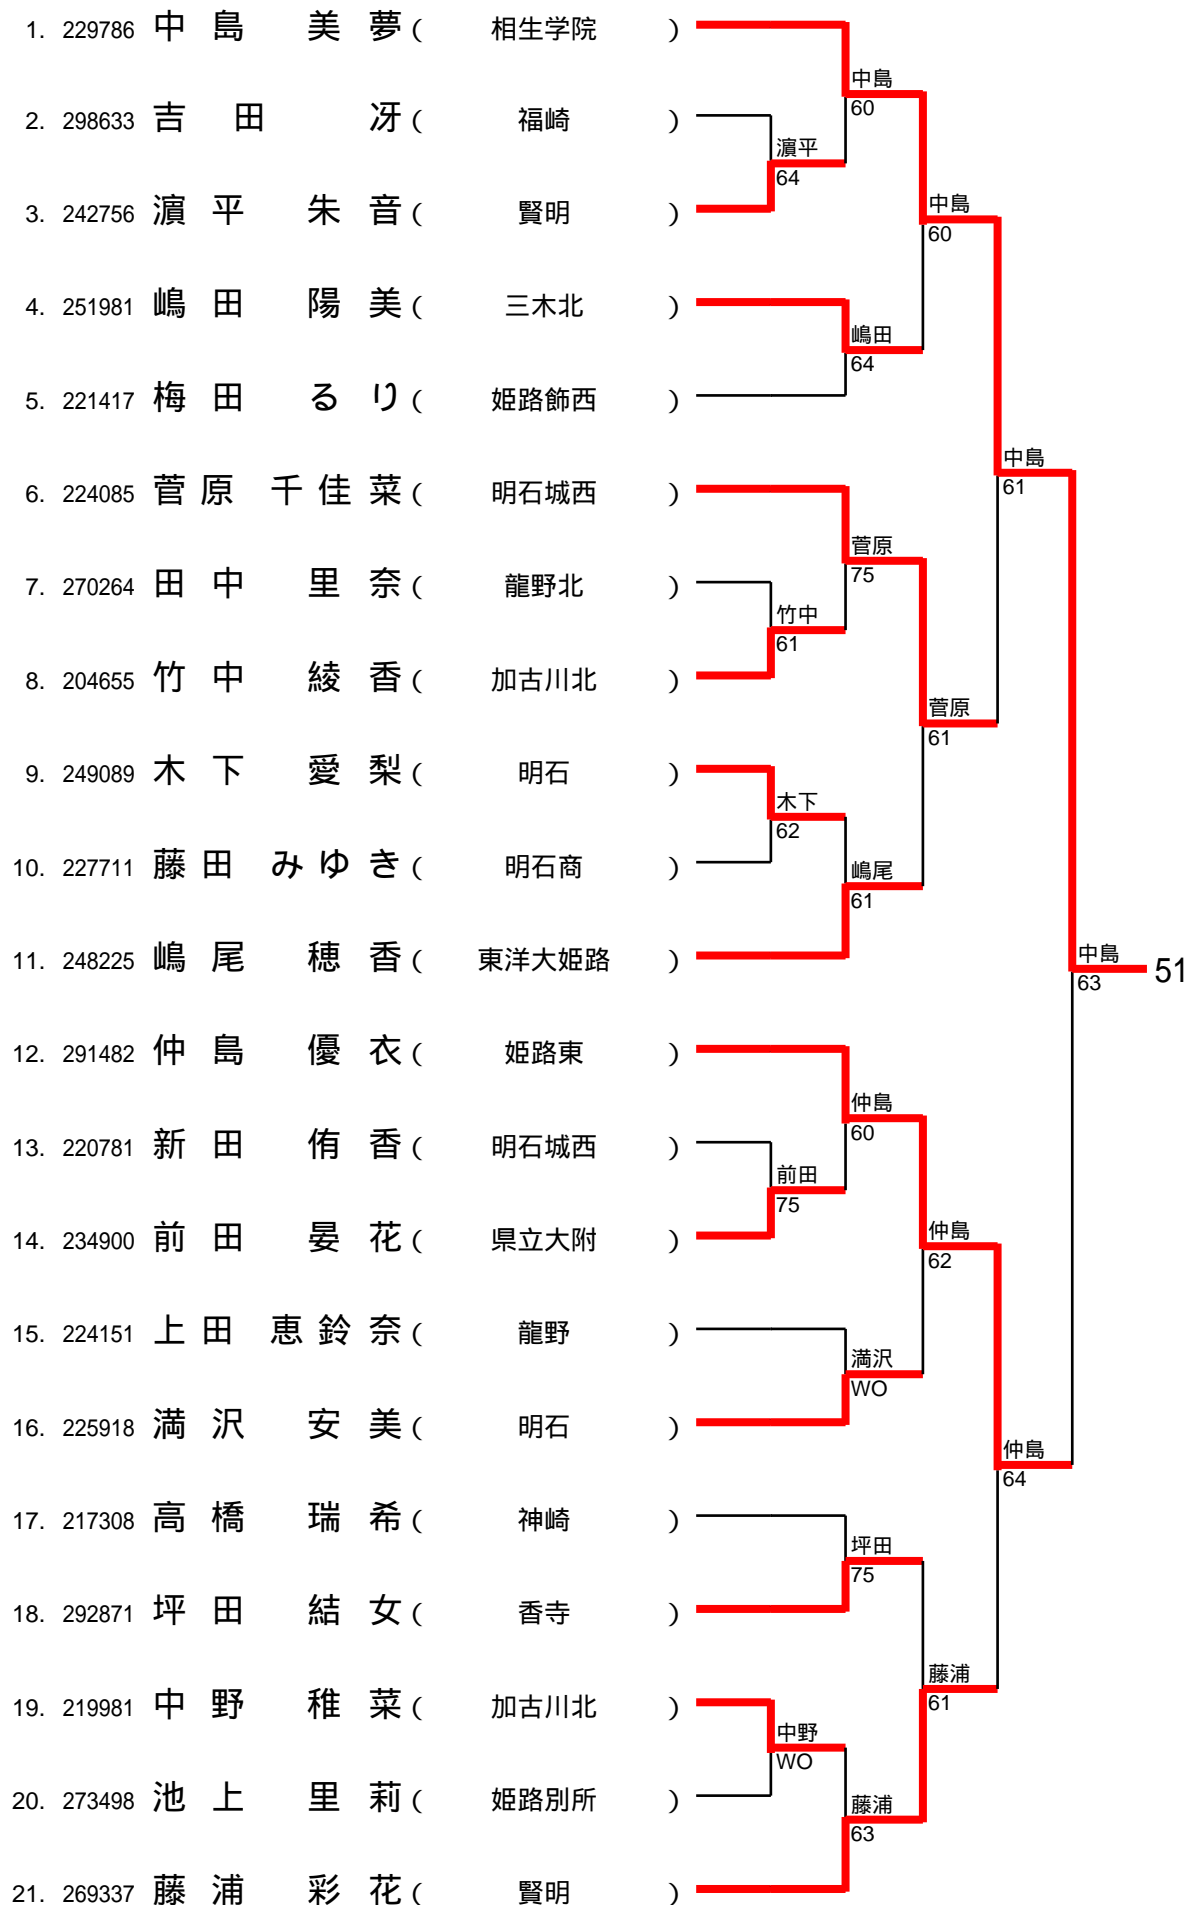 1. 229786 中島 美夢 ( 相生学院 )
中島
60
2. 298633 吉田 冴 ( 福崎 )
濵平
64
3. 242756 濵平 朱音 ( 賢明 )
中島
60
4. 251981 嶋田 陽美 ( 三木北 )
嶋田
64
5. 221417 梅田 るり ( 姫路飾西 )
中島
61
6. 224085 菅原 千佳菜 ( 明石城西 )
菅原
75
7. 270264 田中 里奈 ( 龍野北 )
竹中
61
8. 204655 竹中 綾香 ( 加古川北 )
菅原
61
9. 249089 木下 愛梨 ( 明石 )
木下
62
10. 227711 藤田 みゆき ( 明石商 )
嶋尾
61
11. 248225 嶋尾 穂香 ( 東洋大姫路 )
中島
63
51
12. 291482 仲島 優衣 ( 姫路東 )
仲島
60
13. 220781 新田 侑香 ( 明石城西 )
前田
75
14. 234900 前田 晏花 ( 県立大附 )
仲島
62
15. 224151 上田 恵鈴奈 ( 龍野 )
満沢
WO
16. 225918 満沢 安美 ( 明石 )
仲島
64
17. 217308 高橋 瑞希 ( 神崎 )
坪田
75
18. 292871 坪田 結女 ( 香寺 )
藤浦
61
19. 219981 中野 稚菜 ( 加古川北 )
中野
WO
20. 273498 池上 里莉 ( 姫路別所 )
藤浦
63
21. 269337 藤浦 彩花 ( 賢明 )